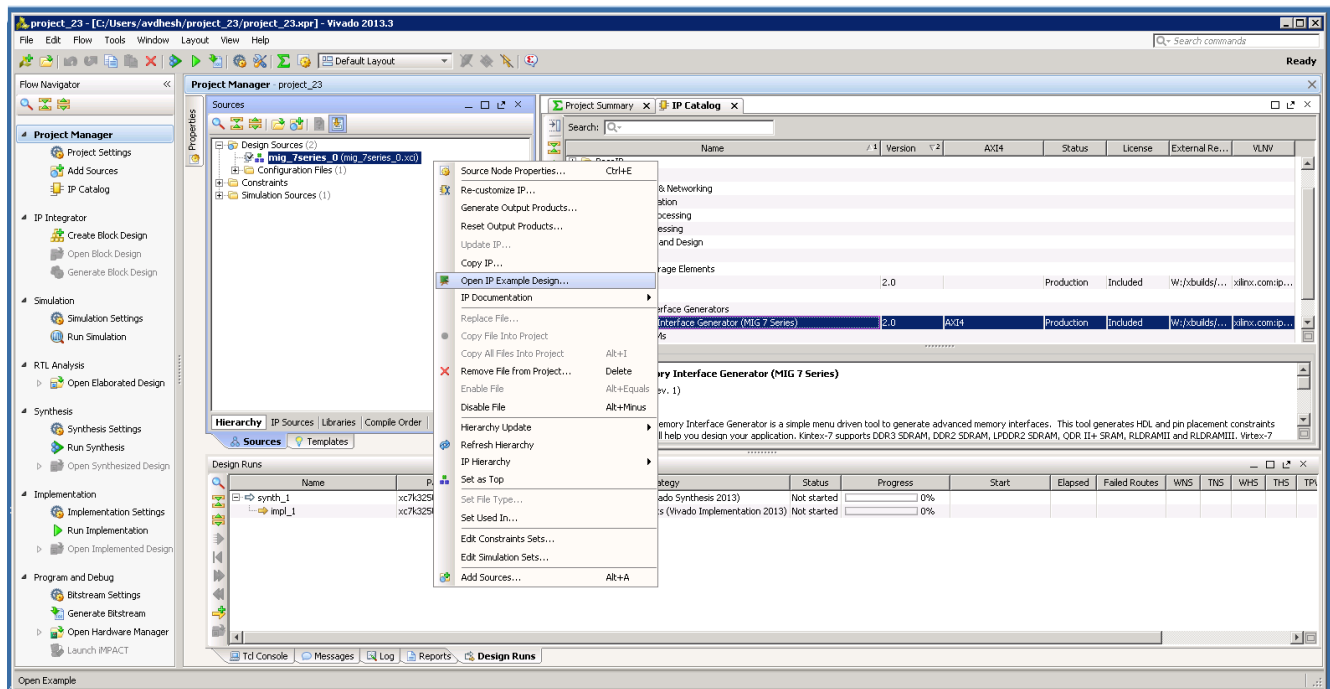 project_23 - [C:/Users/avdhesh/project_23/project_23.xpr] - Vivado 2013.3
File Edit Flow Tools Window Layout View Help
Q- Search commands
Default Layout
Ready
Flow Navigator
Project Manager
Project Settings
Add Sources
IP Catalog
IP Integrator
Create Block Design
Open Block Design
Generate Block Design
Simulation
Simulation Settings
Run Simulation
RTL Analysis
Open Elaborated Design
Synthesis
Synthesis Settings
Run Synthesis
Open Synthesized Design
Implementation
Implementation Settings
Run Implementation
Open Implemented Design
Program and Debug
Bitstream Settings
Generate Bitstream
Open Hardware Manager
Launch iMPACT
Project Manager - project_23
Properties
Sources
Design Sources (2)
mig_7series_0 (mig_7series_0.xci)
Configuration Files (1)
Constraints
Simulation Sources (1)
Hierarchy IP Sources Libraries Compile Order
Sources Templates
Source Node Properties... Ctrl+E
Re-customize IP...
Generate Output Products...
Reset Output Products...
Update IP...
Copy IP...
Open IP Example Design...
IP Documentation
Replace File...
Copy File Into Project
Copy All Files Into Project Alt+I
Remove File from Project... Delete
Enable File Alt+Equals
Disable File Alt+Minus
Hierarchy Update
Refresh Hierarchy
IP Hierarchy
Set as Top
Set File Type...
Set Used In...
Edit Constraints Sets...
Edit Simulation Sets...
Add Sources... Alt+A
Project Summary IP Catalog
Search:
Name 1 Version 2 AXI4 Status License External Re... VLNV
& Networking
ation
ocessing
essing
and Design
rage Elements
2.0 Production Included W:/xbuilds/... xilinx.com:ip...
erface Generators
Interface Generator (MIG 7 Series) 2.0 AXI4 Production Included W:/xbuilds/... xilinx.com:ip...
Ms
ry Interface Generator (MIG 7 Series)
ev. 1)
emory Interface Generator is a simple menu driven tool to generate advanced memory interfaces. This tool generates HDL and pin placement constraints
ll help you design your application. Kintex-7 supports DDR3 SDRAM, DDR2 SDRAM, LPDDR2 SDRAM, QDR II+ SRAM, RLDRAMII and RLDRAMIII. Virtex-7
Design Runs
Name P ategy Status Progress Start Elapsed Failed Routes WNS TNS WHS THS TPW
synth_1 xc7k325 ado Synthesis 2013) Not started 0%
impl_1 xc7k325 s (Vivado Implementation 2013) Not started 0%
Tcl Console Messages Log Reports Design Runs
Open Example